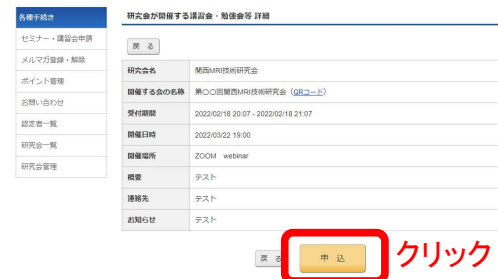 各種手続き
セミナー・講習会申請
メルマガ登録・解除
ポイント管理
お問い合わせ
認定者一覧
研究会一覧
研究会管理
研究会が開催する講習会・勉強会等 詳細
戻 る
研究会名 関西MRI技術研究会
開催する会の名称 第〇〇回関西MRI技術研究会（QRコード）
受付期間 2022/02/18 20:07 - 2022/02/18 21:07
開催日時 2022/03/22 19:00
開催場所 ZOOM webinar
概要 テスト
連絡先 テスト
お知らせ テスト
戻 る 申 込 クリック